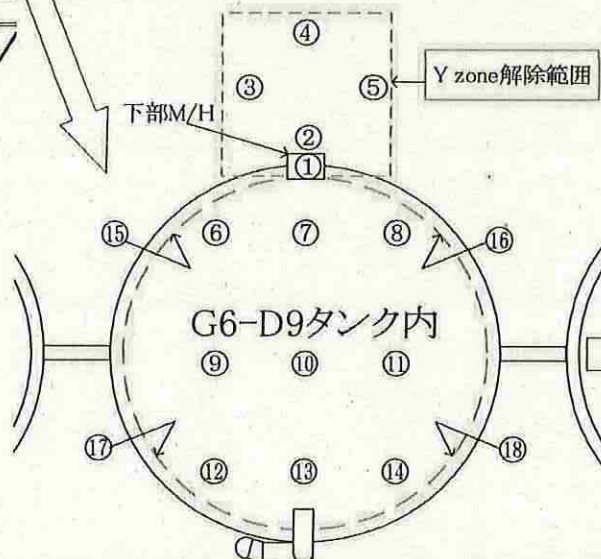 ④
③ ⑤ Y zone解除範囲
下部M/H
②
①
⑮ ⑥ ⑦ ⑧ ⑯
G6-D9タンク内
⑨ ⑩ ⑪
⑰ ⑱
⑫ ⑬ ⑭